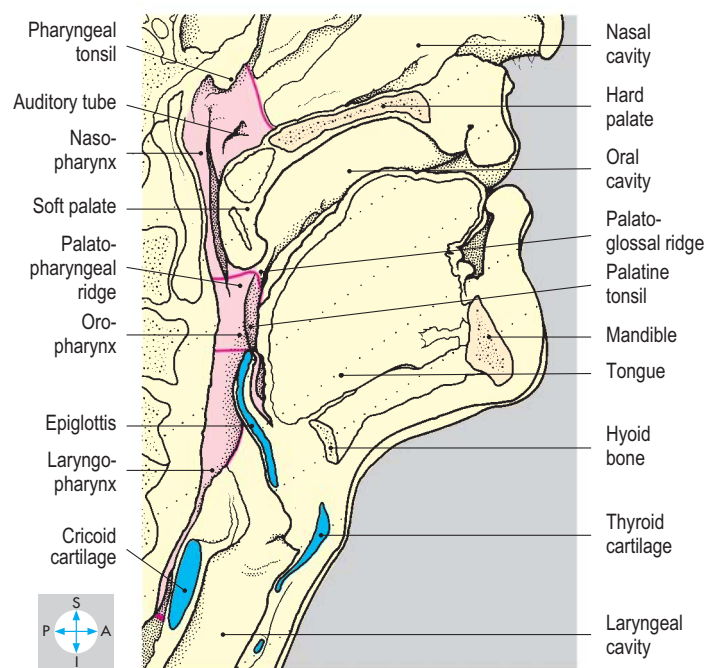 Pharyngeal
tonsil
Auditory tube
Naso-
pharynx
Soft palate
Palato-
pharyngeal
ridge
Oro-
pharynx
Epiglottis
Laryngo-
pharynx
Cricoid
cartilage
S
P A
I
Nasal
cavity
Hard
palate
Oral
cavity
Palato-
glossal ridge
Palatine
tonsil
Mandible
Tongue
Hyoid
bone
Thyroid
cartilage
Laryngeal
cavity